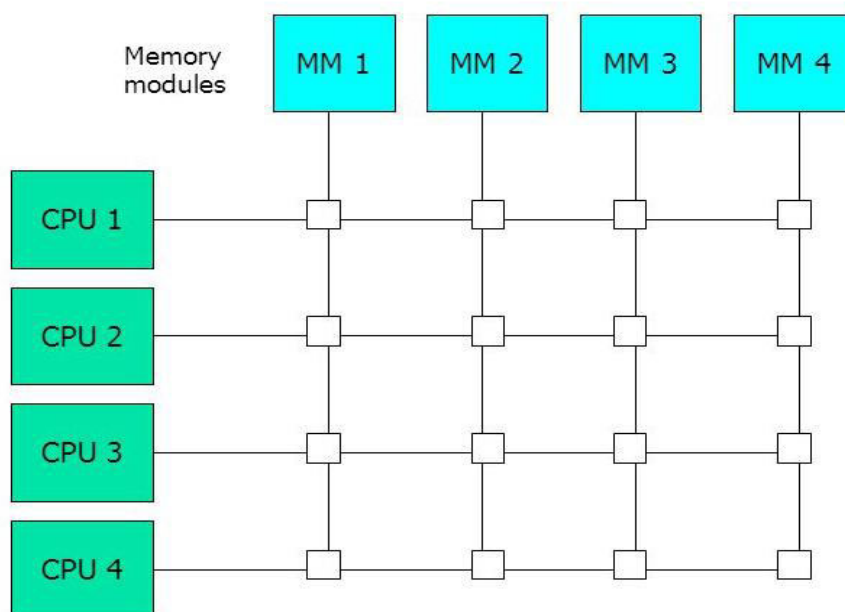 Memory
modules
MM 1
MM 2
MM 3
MM 4
CPU 1
CPU 2
CPU 3
CPU 4